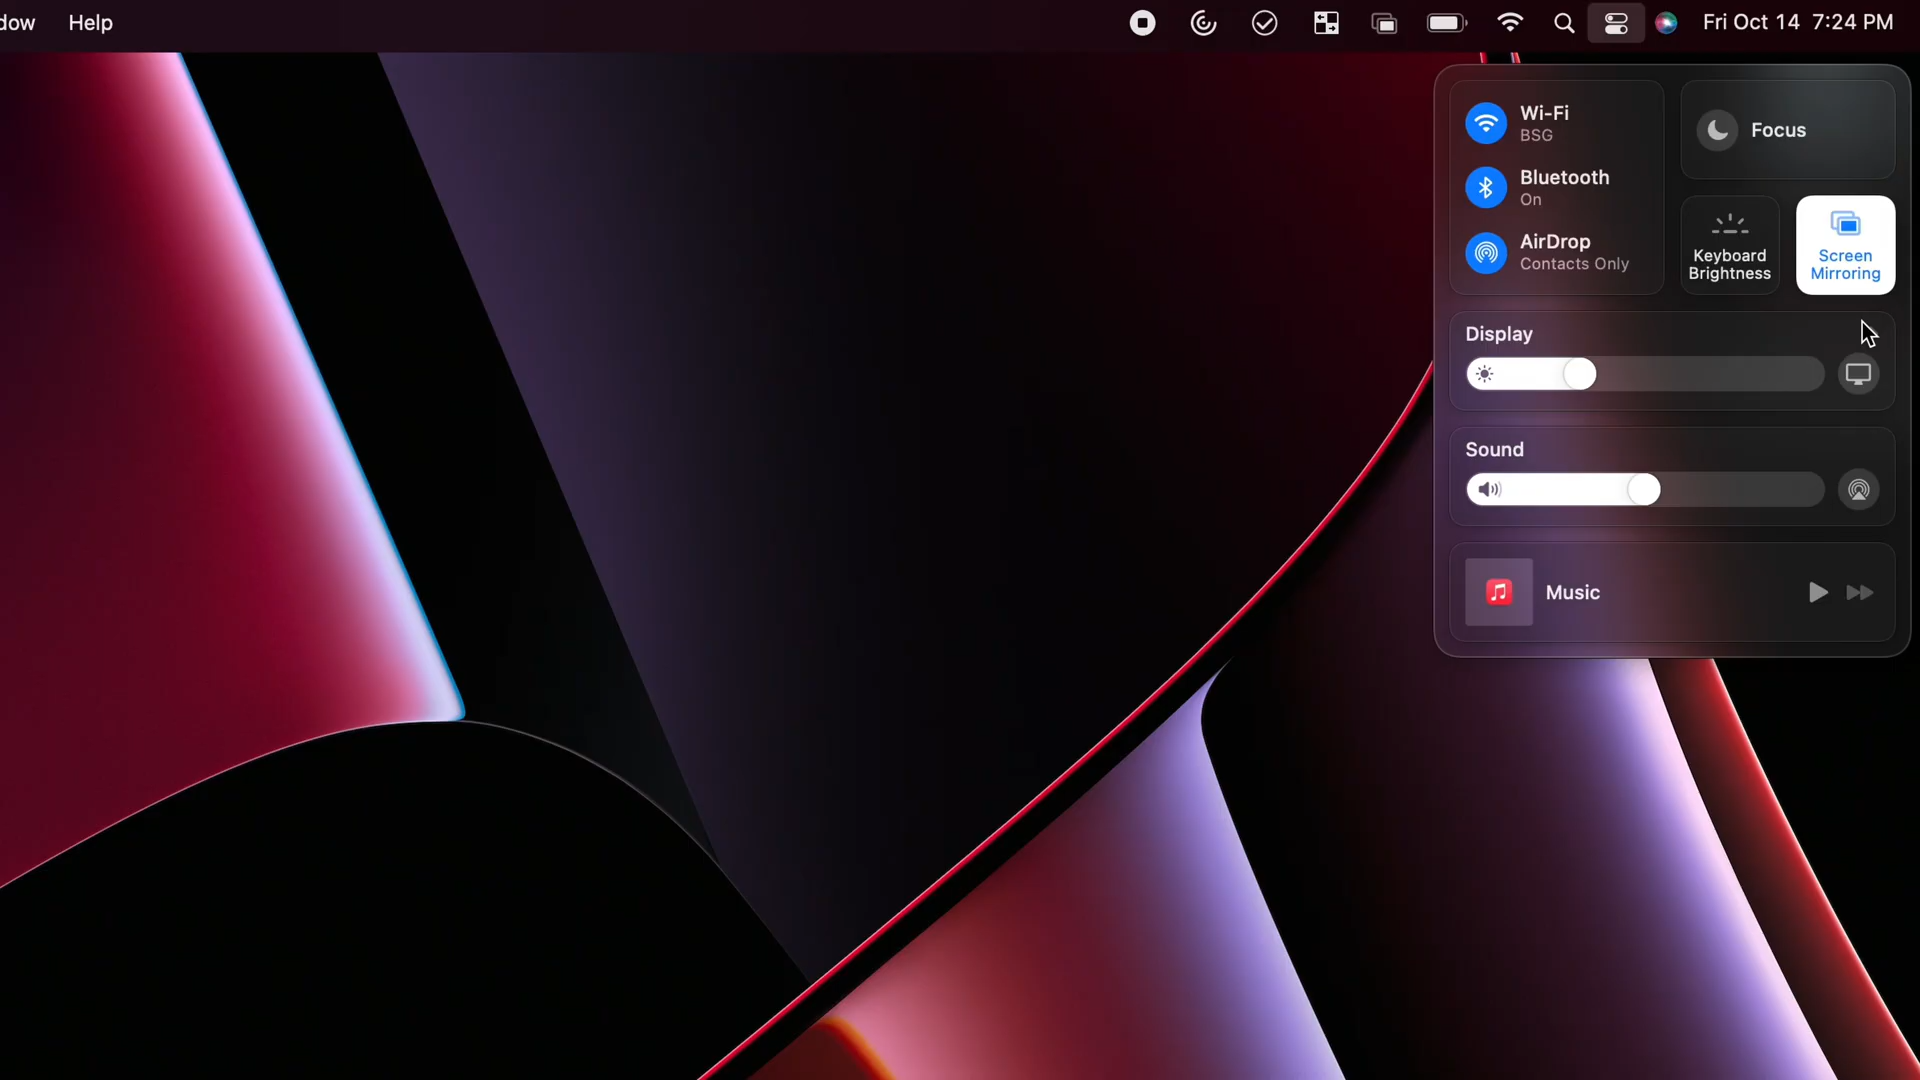 dow Help Fri Oct 14 7:24 PM
Wi-Fi
BSG
Focus
Bluetooth
On
AirDrop
Contacts Only
Keyboard
Brightness
Screen
Mirroring
Display
Sound
Music